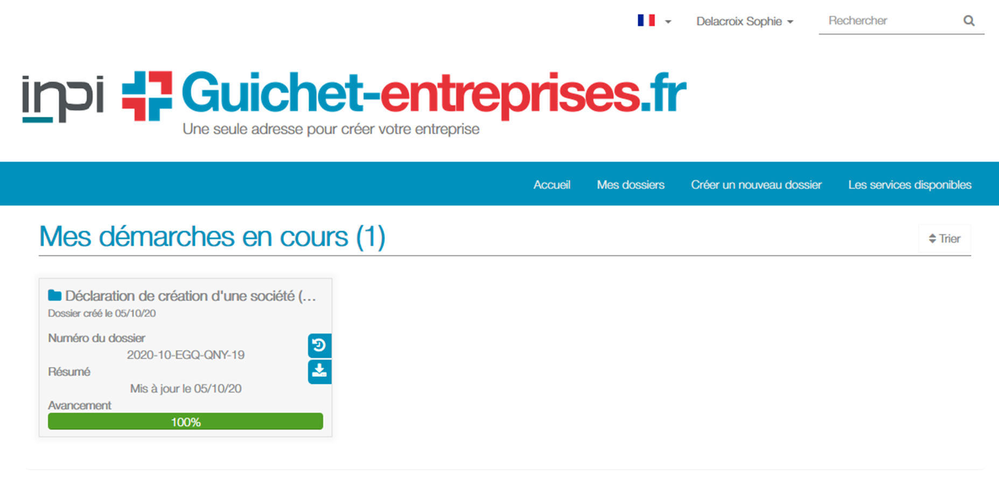 Delacroix Sophie
Rechercher
inpi
Guichet-entreprises.fr
Une seule adresse pour créer votre entreprise
Accueil Mes dossiers Créer un nouveau dossier Les services disponibles
Mes démarches en cours (1)
Trier
Déclaration de création d'une société (...
Dossier créé le 05/10/20
Numéro du dossier
2020-10-EGQ-QNY-19
Résumé
Mis à jour le 05/10/20
Avancement
100%